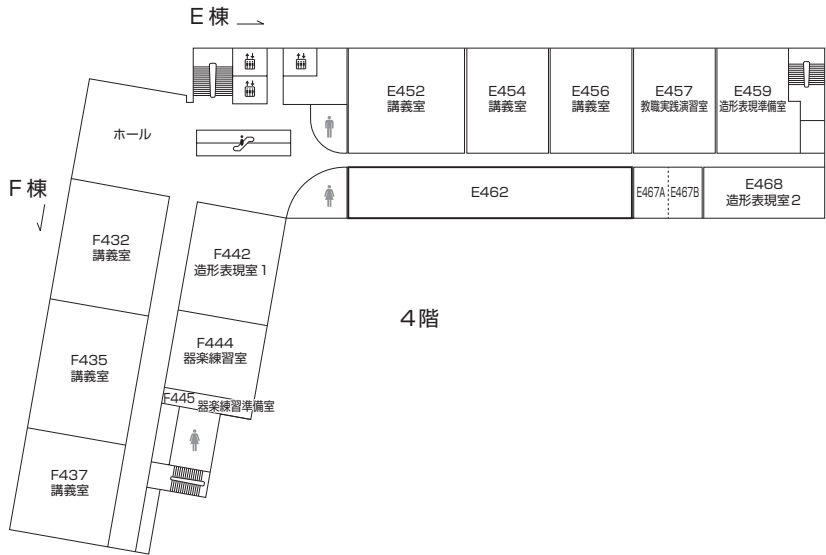 E棟
E452
講義室
E454
講義室
E456
講義室
E457
教職実践演習室
E459
造形表現準備室
ホール
E462
E467A
E467B
E468
造形表現室2
F棟
F432
講義室
F442
造形表現室1
4階
F444
器楽練習室
F435
講義室
F445 器楽練習準備室
F437
講義室